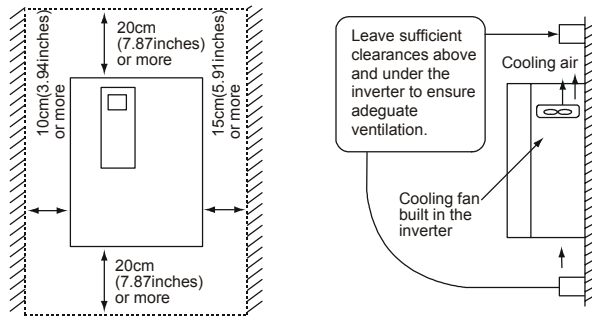 20cm
(7.87inches)
or more
10cm(3.94inches)
or more
15cm(5.91inches)
or more
20cm
(7.87inches)
or more
Leave sufficient
clearances above
and under the
inverter to ensure
adeguate
ventilation.
Cooling air
Cooling fan
built in the
inverter